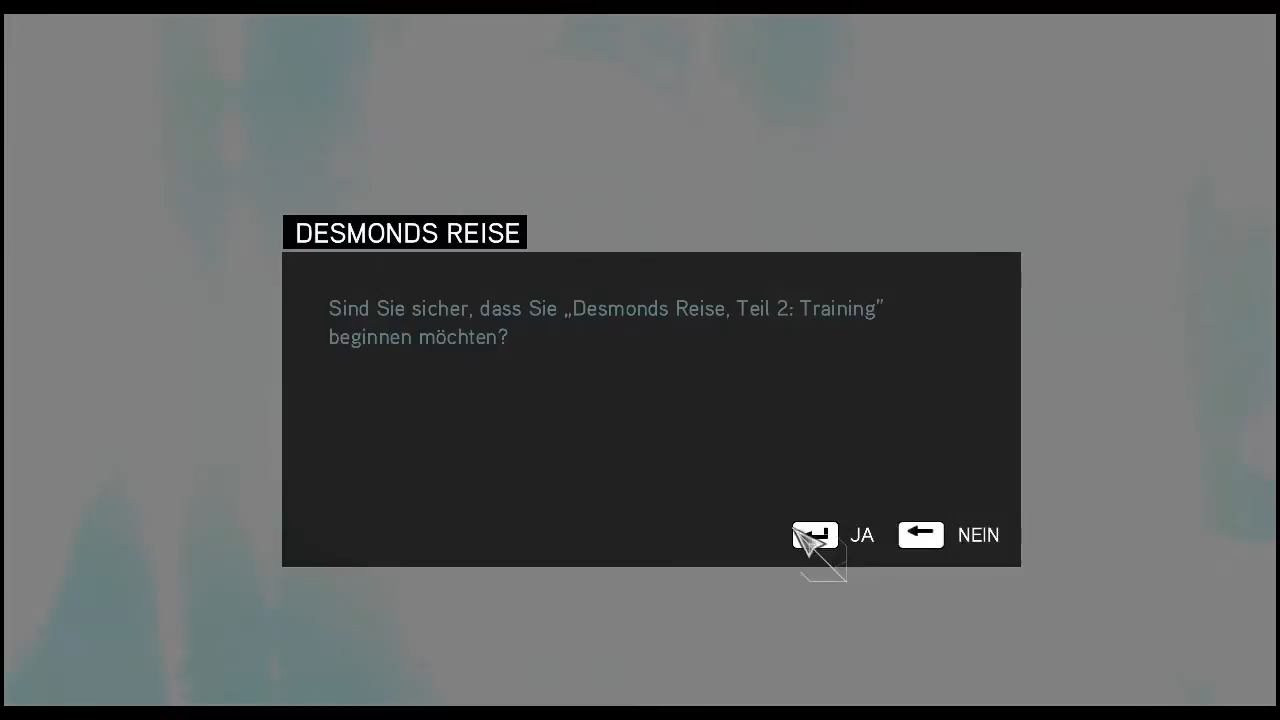 DESMONDS REISE
Sind Sie sicher, dass Sie „Desmonds Reise, Teil 2: Training”
beginnen möchten?
JA NEIN